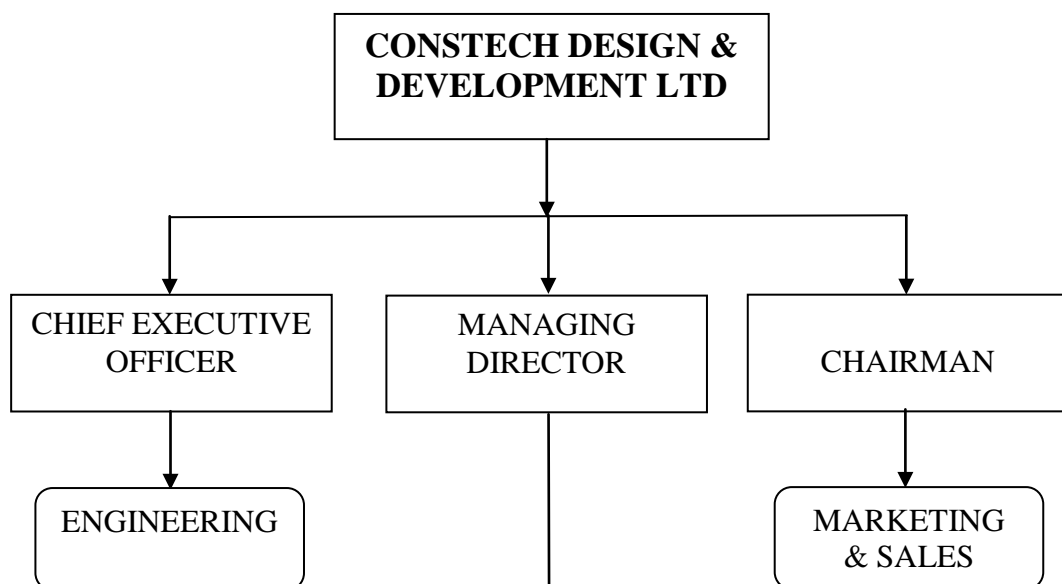 CONSTECH DESIGN &
DEVELOPMENT LTD
CHIEF EXECUTIVE
OFFICER
MANAGING
DIRECTOR
CHAIRMAN
ENGINEERING
MARKETING
& SALES